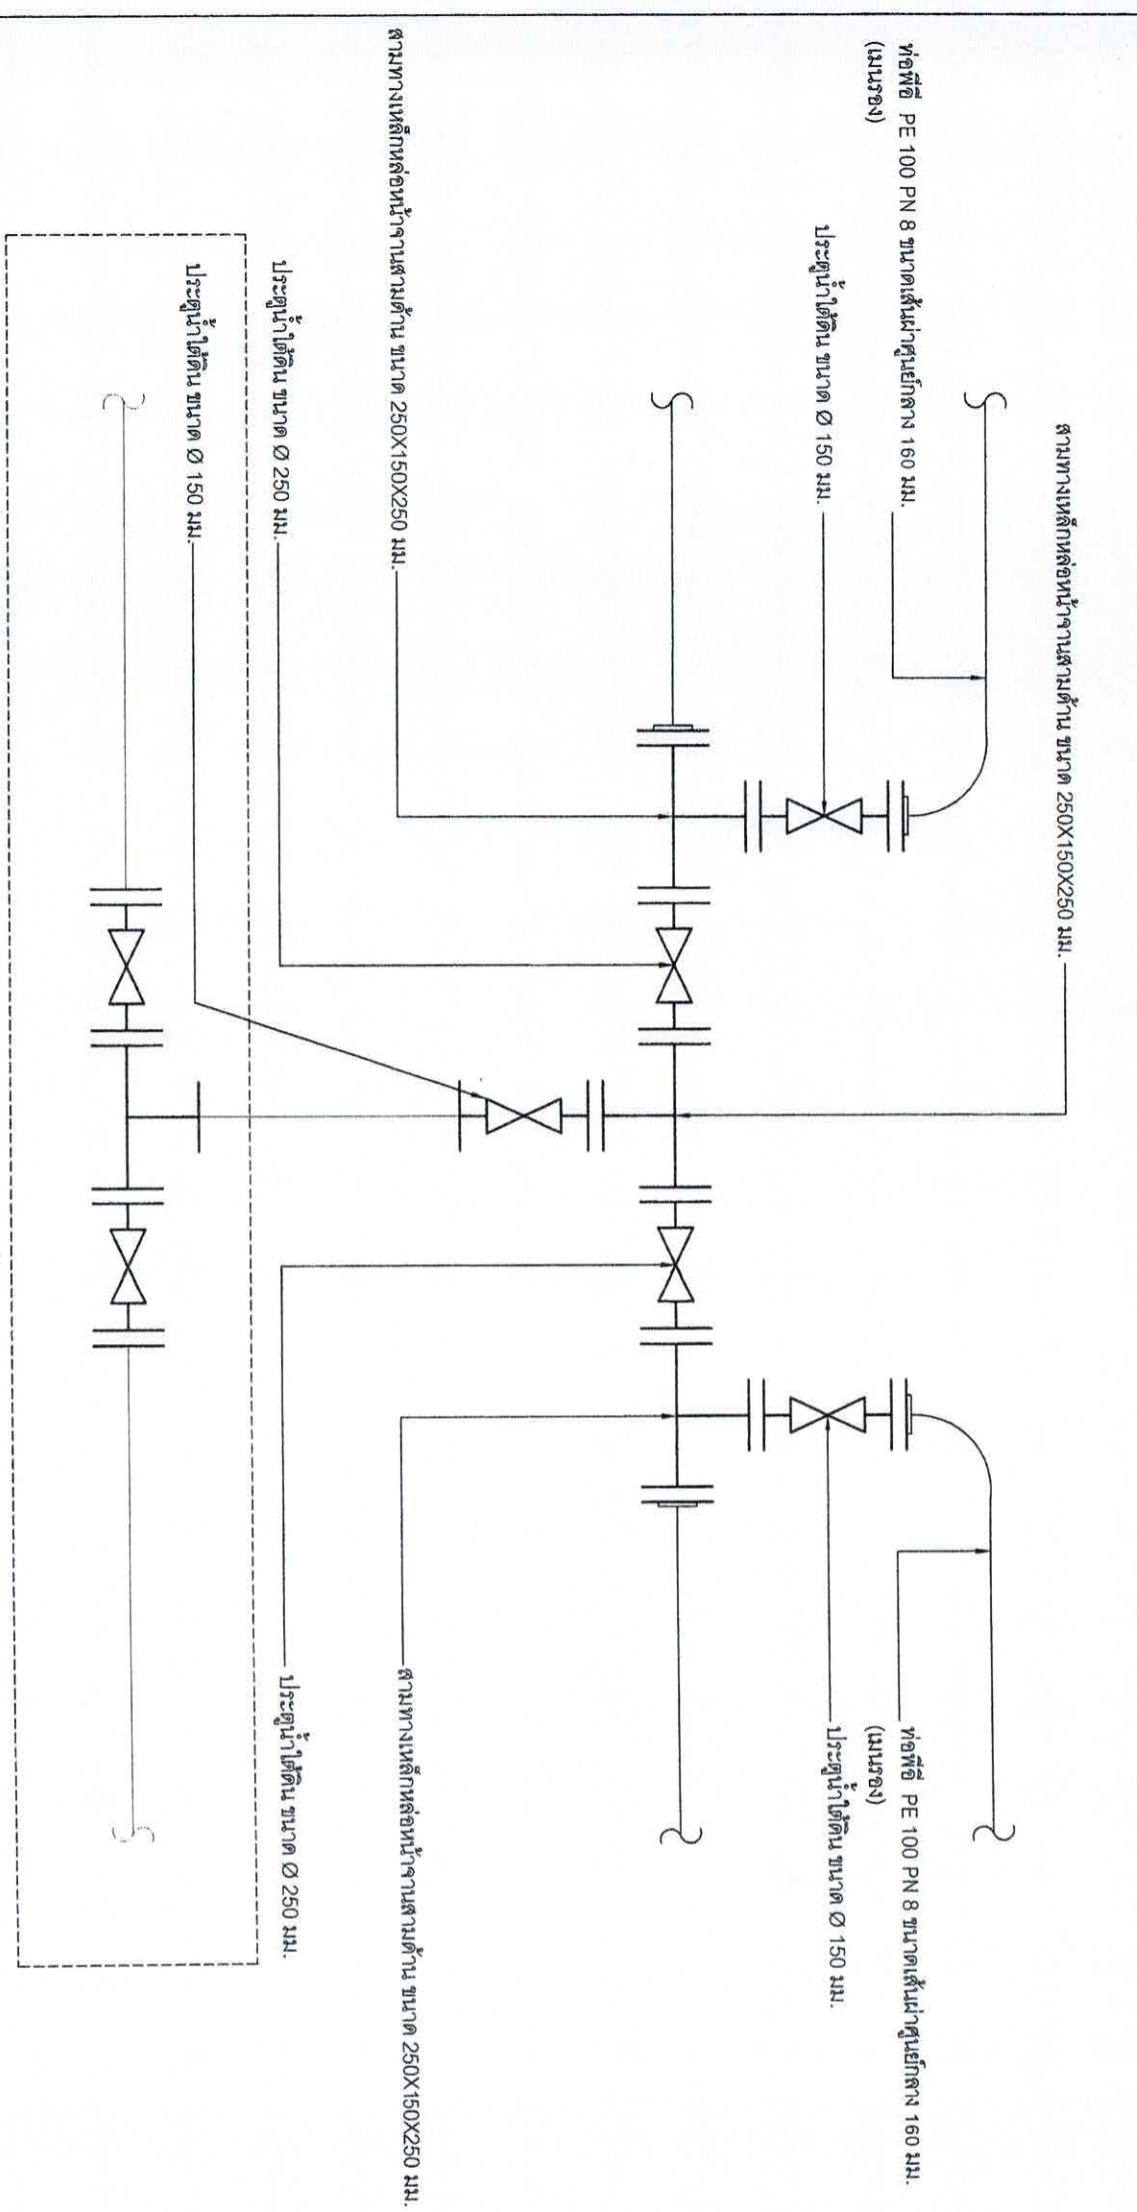 สามทางเหล็กหล่อหน้าจานสามด้าน ขนาด 250X150X250 มม.
ท่อพีอี PE 100 PN 8 ขนาดเส้นผ่าศูนย์กลาง 160 มม.
(เมนรอง)
ท่อพีอี PE 100 PN 8 ขนาดเส้นผ่าศูนย์กลาง 160 มม.
(เมนรอง)
ประตูน้ำใต้ดิน ขนาด Ø 150 มม.
ประตูน้ำใต้ดิน ขนาด Ø 150 มม.
สามทางเหล็กหล่อหน้าจานสามด้าน ขนาด 250X150X250 มม.
สามทางเหล็กหล่อหน้าจานสามด้าน ขนาด 250X150X250 มม.
ประตูน้ำใต้ดิน ขนาด Ø 250 มม.
ประตูน้ำใต้ดิน ขนาด Ø 250 มม.
ประตูน้ำใต้ดิน ขนาด Ø 150 มม.